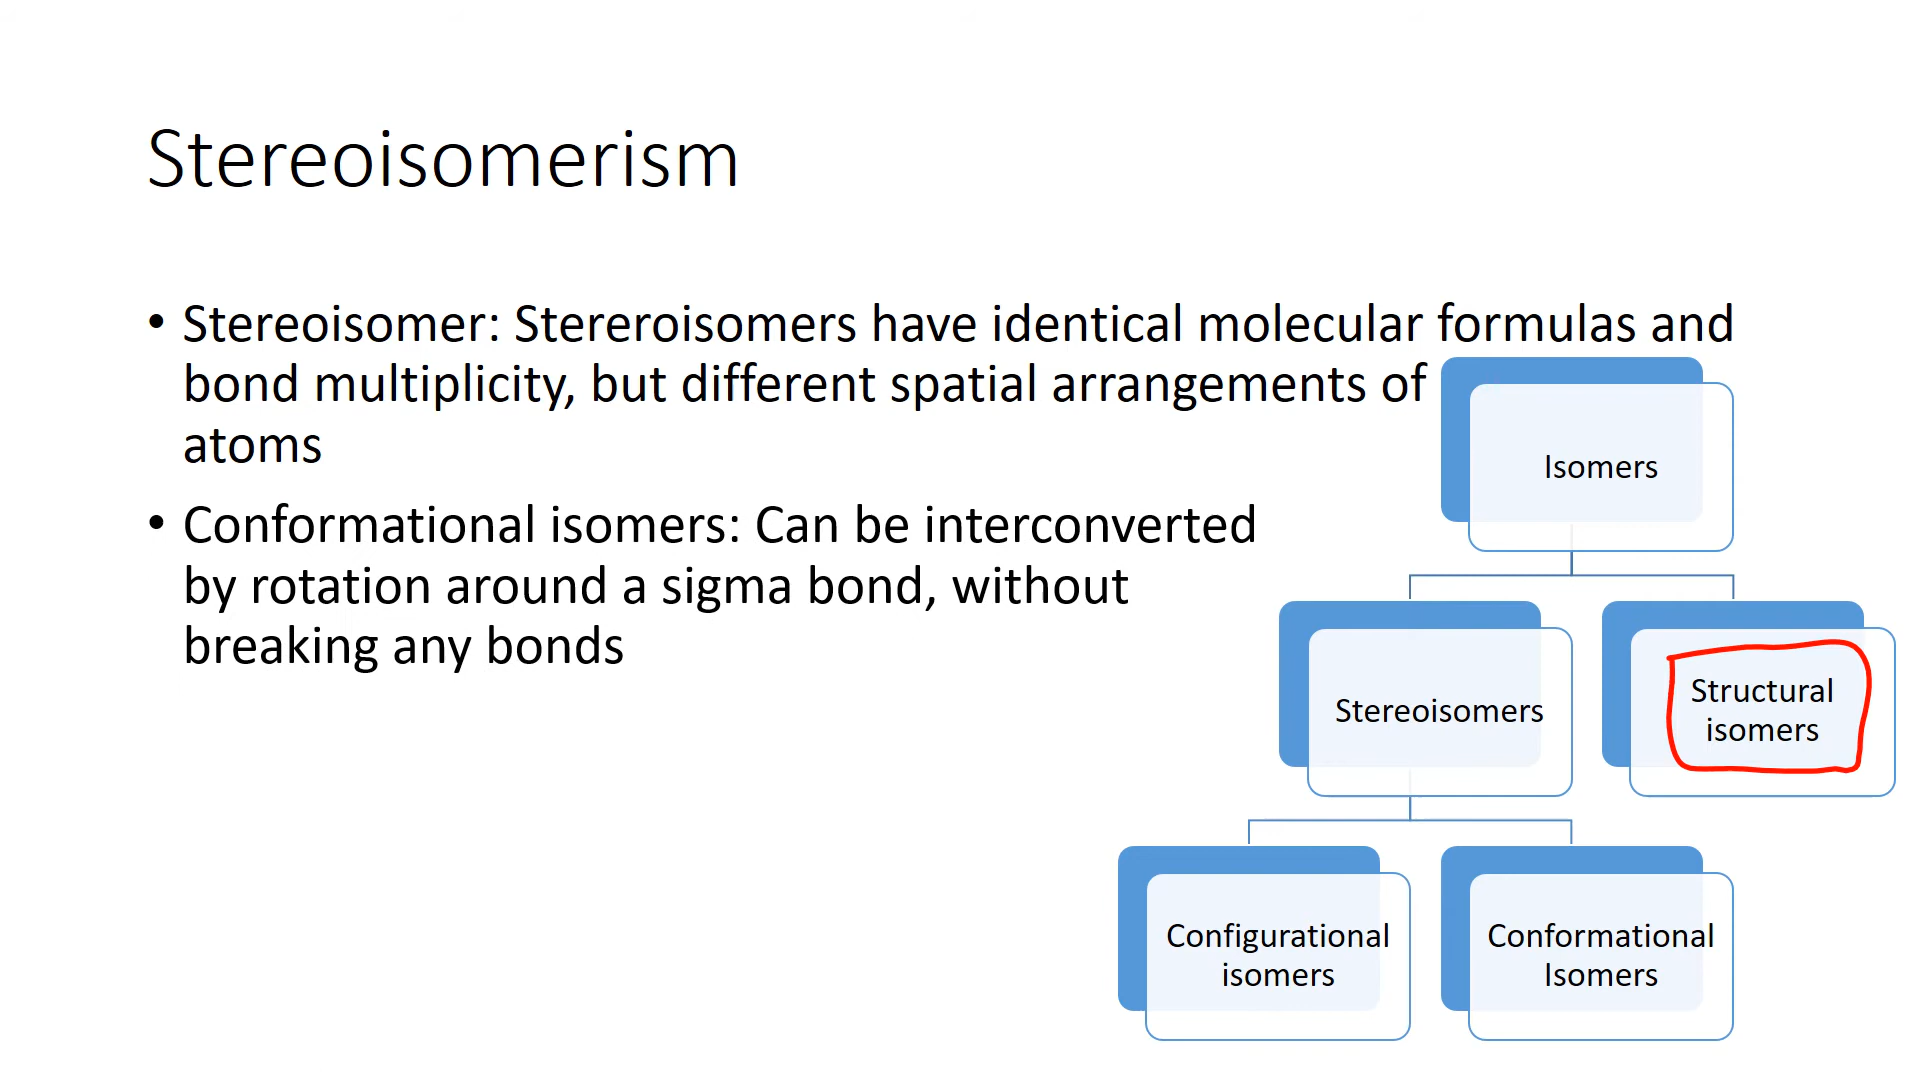 Stereoisomerism
• Stereoisomer: Stereroisomers have identical molecular formulas and
bond multiplicity, but different spatial arrangements of
atoms
• Conformational isomers: Can be interconverted
by rotation around a sigma bond, without
breaking any bonds
Isomers
Stereoisomers
Structural
isomers
Configurational
isomers
Conformational
Isomers